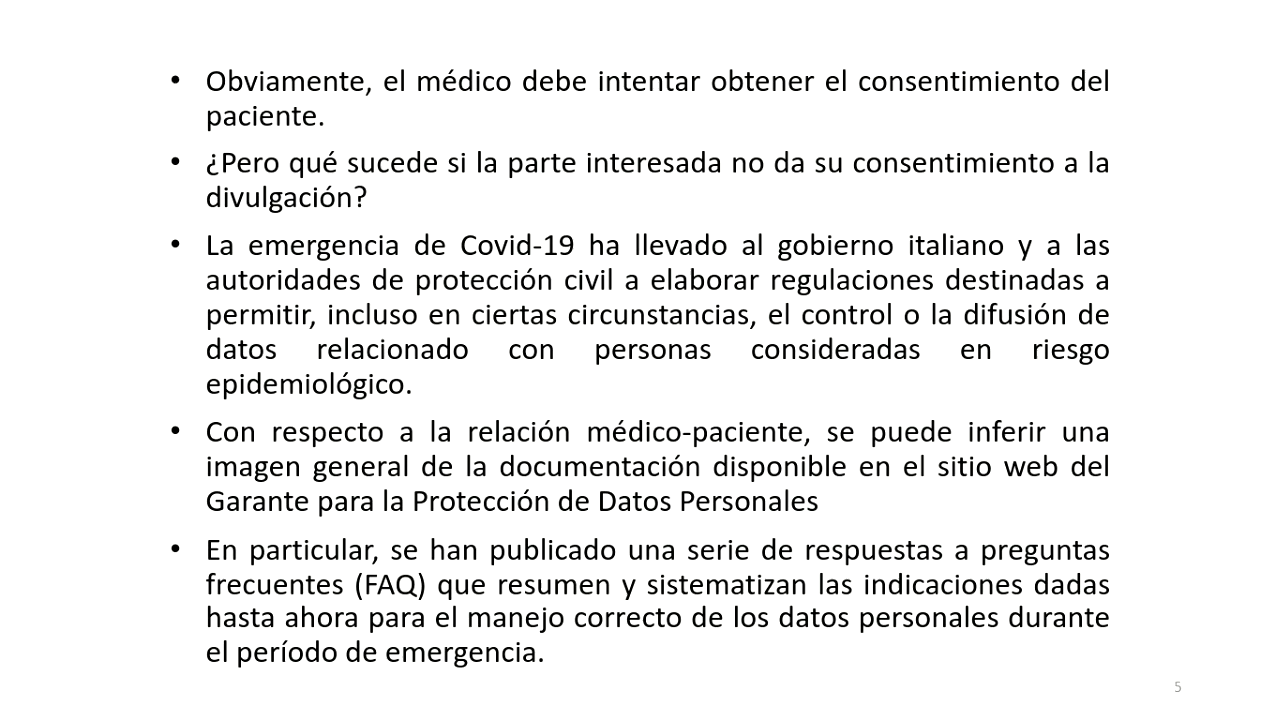 • Obviamente, el médico debe intentar obtener el consentimiento del
paciente.
• ¿Pero qué sucede si la parte interesada no da su consentimiento a la
divulgación?
• La emergencia de Covid-19 ha llevado al gobierno italiano y a las
autoridades de protección civil a elaborar regulaciones destinadas a
permitir, incluso en ciertas circunstancias, el control o la difusión de
datos relacionado con personas consideradas en riesgo
epidemiológico.
• Con respecto a la relación médico-paciente, se puede inferir una
imagen general de la documentación disponible en el sitio web del
Garante para la Protección de Datos Personales
• En particular, se han publicado una serie de respuestas a preguntas
frecuentes (FAQ) que resumen y sistematizan las indicaciones dadas
hasta ahora para el manejo correcto de los datos personales durante
el período de emergencia.
5